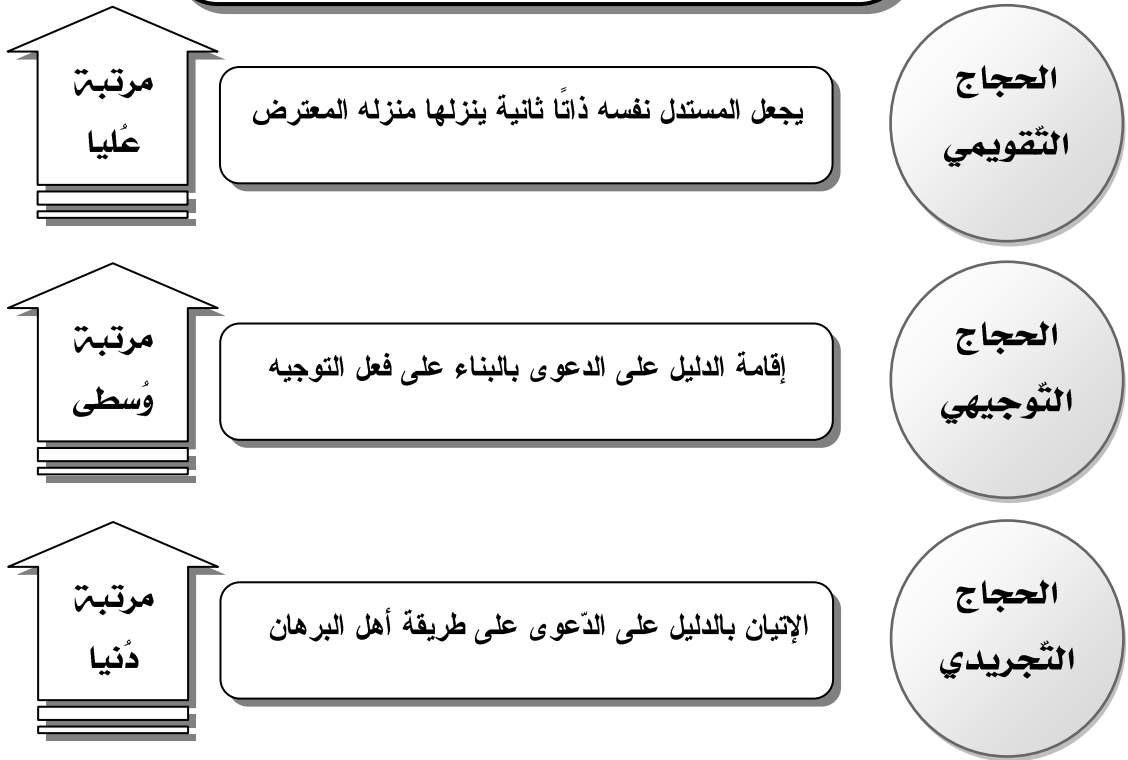 الحجاج
التّقويمي
يجعل المستدل نفسه ذاتًا ثانية ينزلها منزله المعترض
مرتبة
عُليا
الحجاج
التّوجيهي
إقامة الدليل على الدعوى بالبناء على فعل التوجيه
مرتبة
وُسطى
الحجاج
التّجريدي
الإتيان بالدليل على الدّعوى على طريقة أهل البرهان
مرتبة
دُنيا